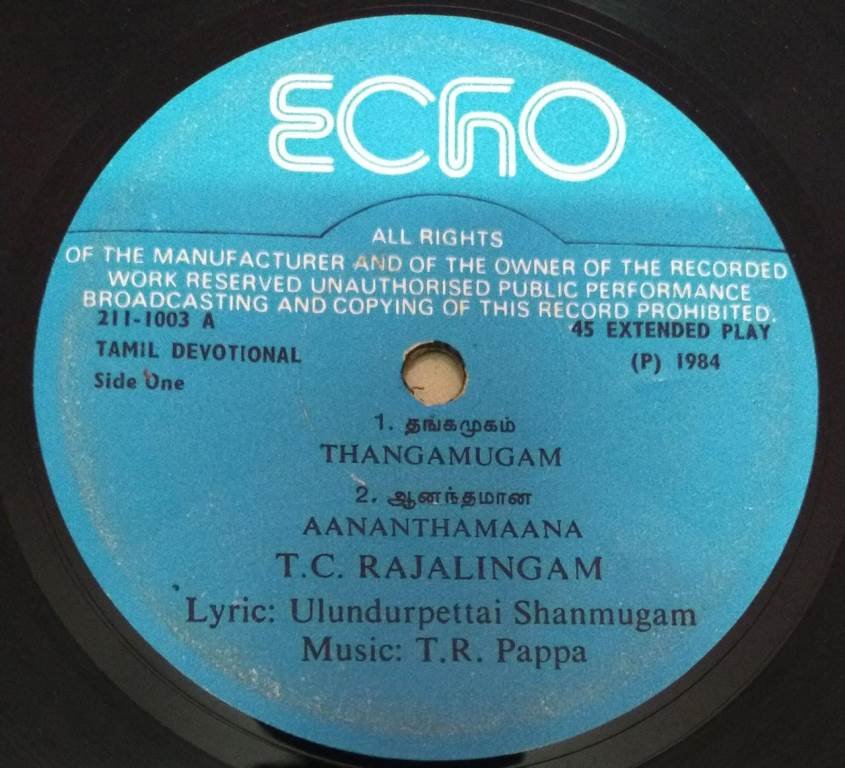 ECHO
ALL RIGHTS
OF THE MANUFACTURER AND OF THE OWNER OF THE RECORDED
WORK RESERVED UNAUTHORISED PUBLIC PERFORMANCE
BROADCASTING AND COPYING OF THIS RECORD PROHIBITED.
211-1003 A
45 EXTENDED PLAY
TAMIL DEVOTIONAL
(P) 1984
Side One
1. தங்கமுகம்
THANGAMUGAM
2. ஆனந்தமான
AANANTHAMAANA
T.C. RAJALINGAM
Lyric: Ulundurpettai Shanmugam
Music: T.R. Pappa